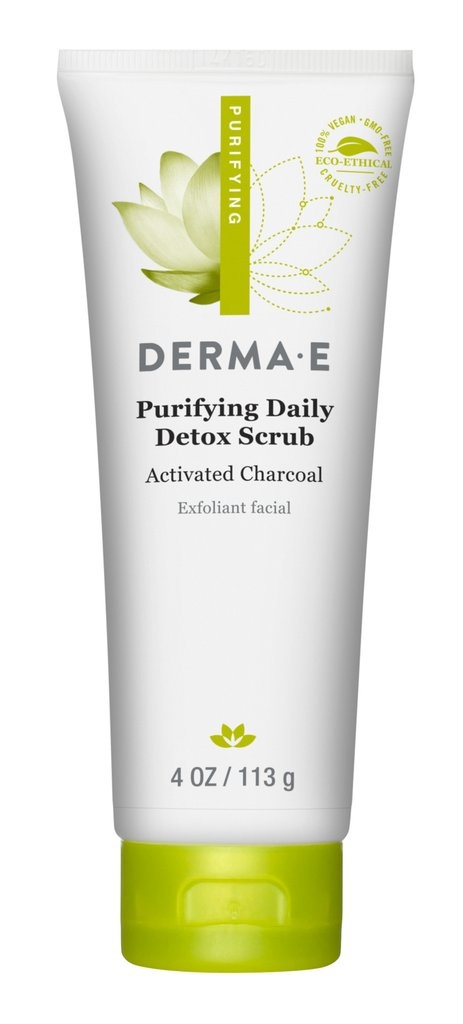 PURIFYING
100% VEGAN • GMO-FREE
ECO-ETHICAL
CRUELTY-FREE
DERMA·E
Purifying Daily
Detox Scrub
Activated Charcoal
Exfoliant facial
4 OZ / 113 g